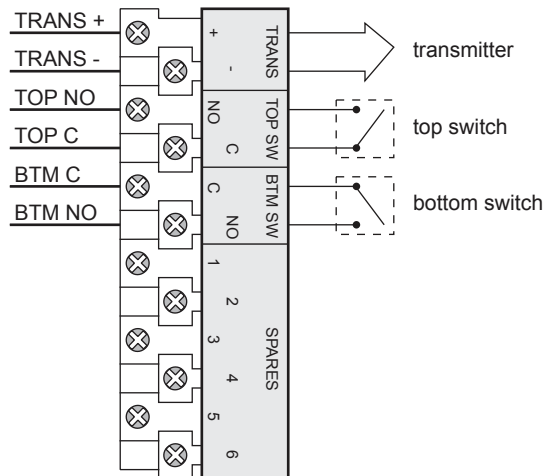 TRANS +
TRANS -
TOP NO
TOP C
BTM C
BTM NO
+
-
TRANS
NO
C
TOP SW
C
NO
BTM SW
1
2
3
4
5
6
SPARES
transmitter
top switch
bottom switch